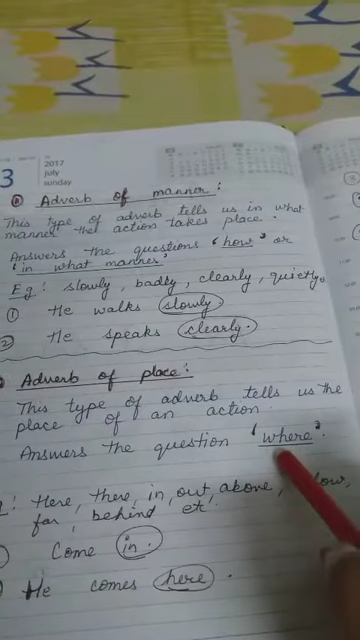 3
2017
july
sunday
Adverb of manner:
This type of adverb tells us in what
manner the action takes place.
Answers the questions 'how' or
'in what manner'
Eg: slowly, badly, clearly, quietly.
① He walks slowly.
② He speaks clearly.
Adverb of place:
This type of adverb tells us the
place of an action.
Answers the question 'where'.
Here, there, in, out, above,
far, behind et
Come in.
He comes here.